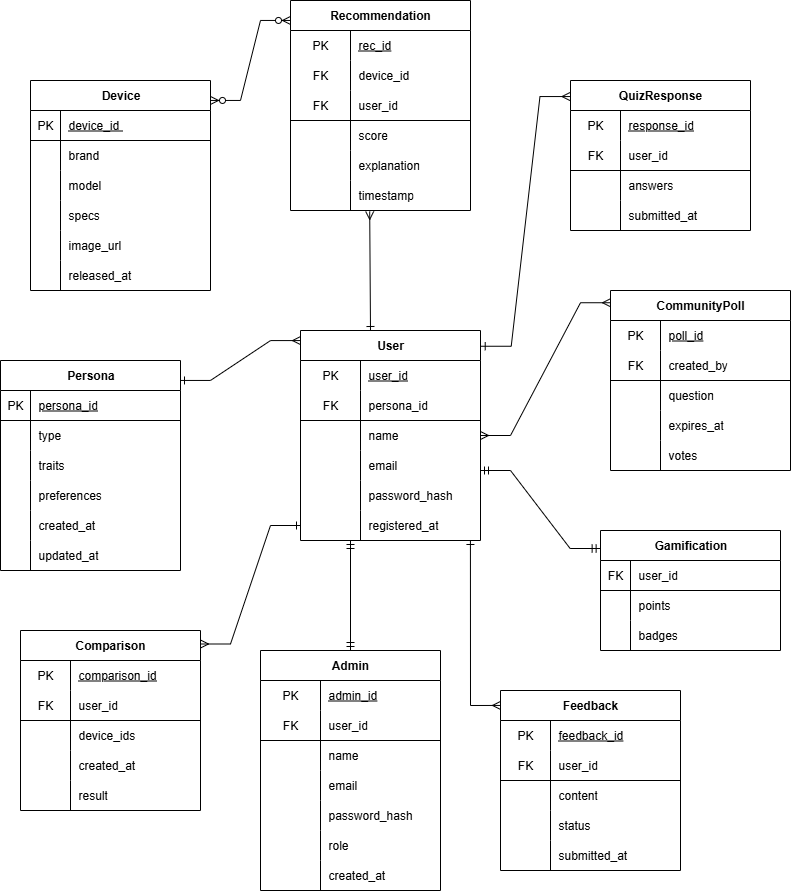 Recommendation
PK rec_id
FK device_id
FK user_id
score
explanation
timestamp
Device
PK device_id
brand
model
specs
image_url
released_at
QuizResponse
PK response_id
FK user_id
answers
submitted_at
CommunityPoll
PK poll_id
FK created_by
question
expires_at
votes
User
PK user_id
FK persona_id
name
email
password_hash
registered_at
Persona
PK persona_id
type
traits
preferences
created_at
updated_at
Gamification
FK user_id
points
badges
Comparison
PK comparison_id
FK user_id
device_ids
created_at
result
Admin
PK admin_id
FK user_id
name
email
password_hash
role
created_at
Feedback
PK feedback_id
FK user_id
content
status
submitted_at